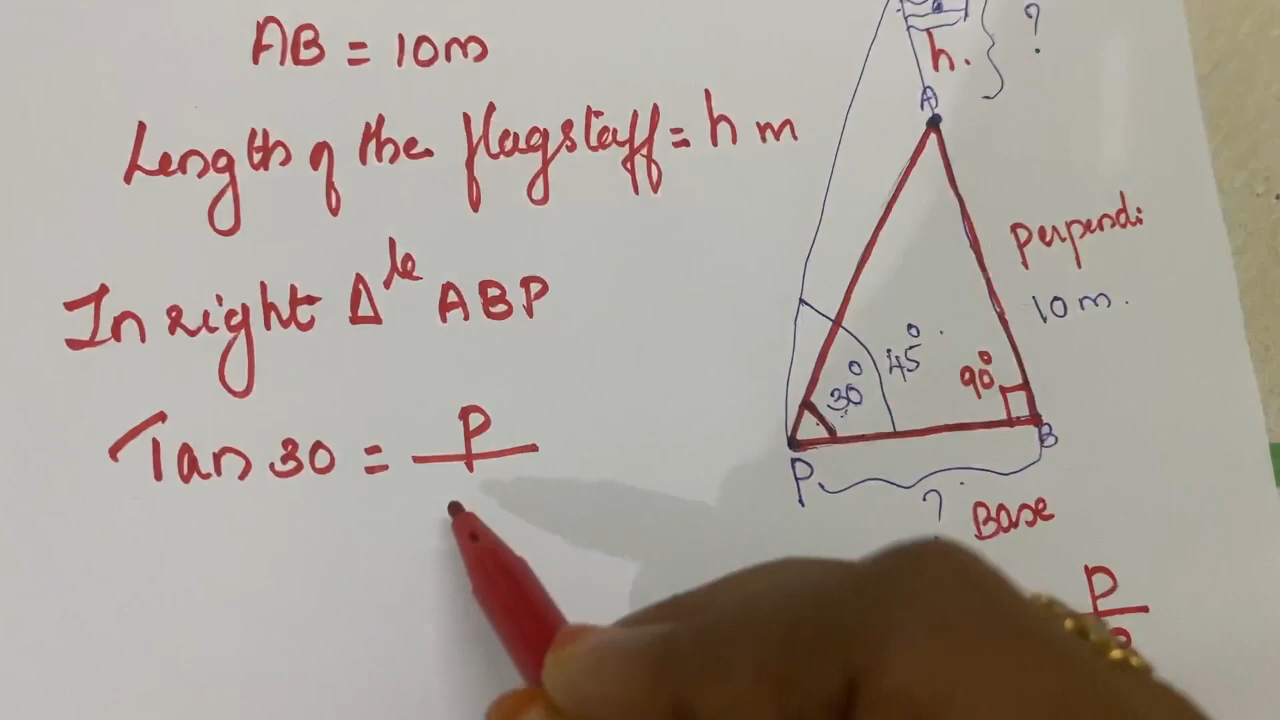 AB = 10m
Length of the flagstaff = h m
In right Δle ABP
Tan 30 = P
?
h.
A
perpendi
10 m.
45°
30°
90°
P
B
?
Base
P